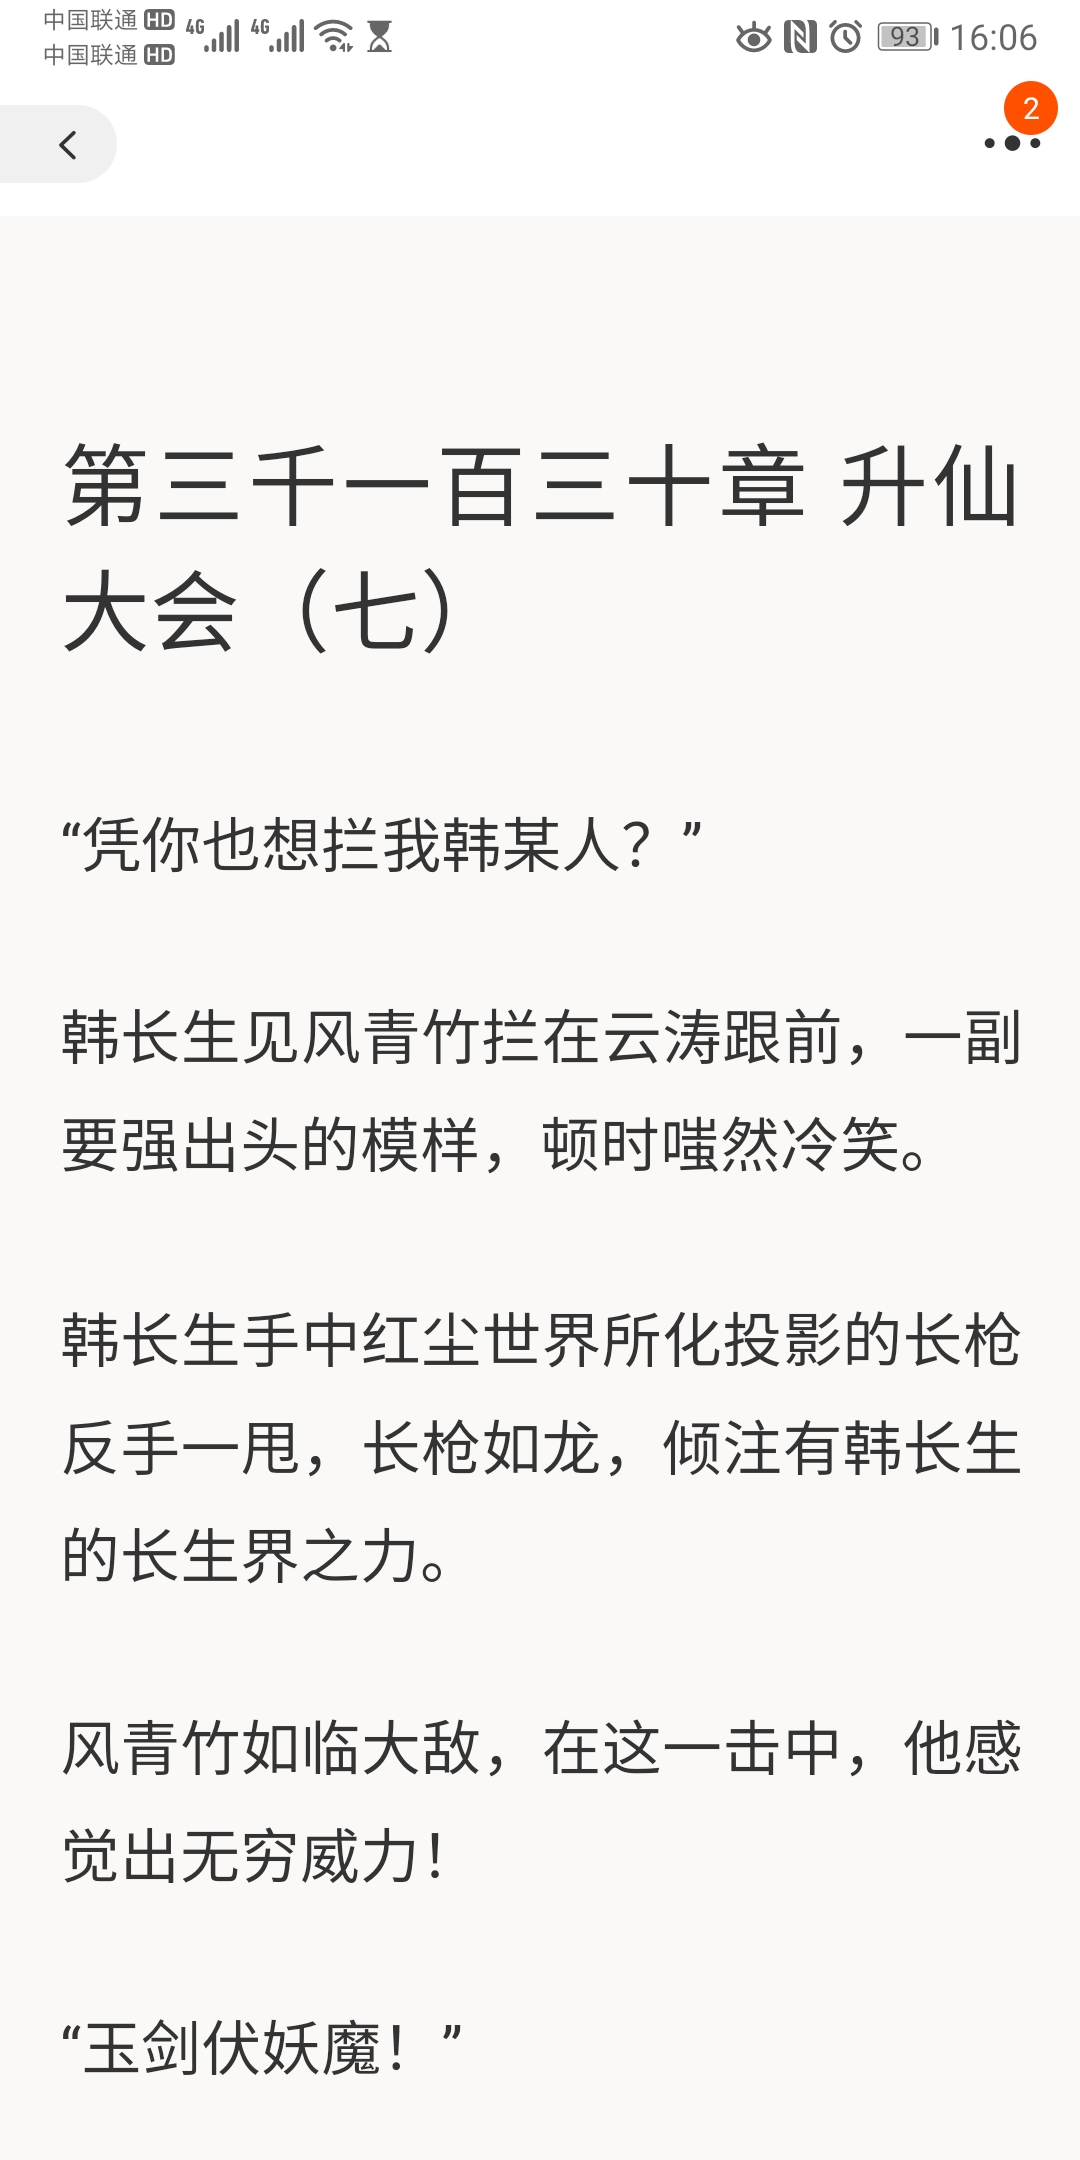 中国联通 HD 4G 4G 93 16:06
中国联通 HD
2
第三千一百三十章 升仙
大会（七）
“凭你也想拦我韩某人？”
韩长生见风青竹拦在云涛跟前，一副
要强出头的模样，顿时嗤然冷笑。
韩长生手中红尘世界所化投影的长枪
反手一甩，长枪如龙，倾注有韩长生
的长生界之力。
风青竹如临大敌，在这一击中，他感
觉出无穷威力！
“玉剑伏妖魔！”